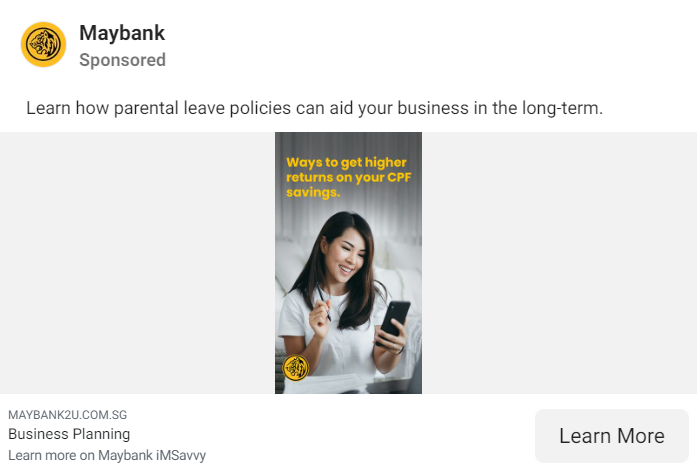 Maybank
Sponsored
Learn how parental leave policies can aid your business in the long-term.
Ways to get higher
returns on your CPF
savings.
MAYBANK2U.COM.SG
Business Planning
Learn more on Maybank iMSavvy
Learn More